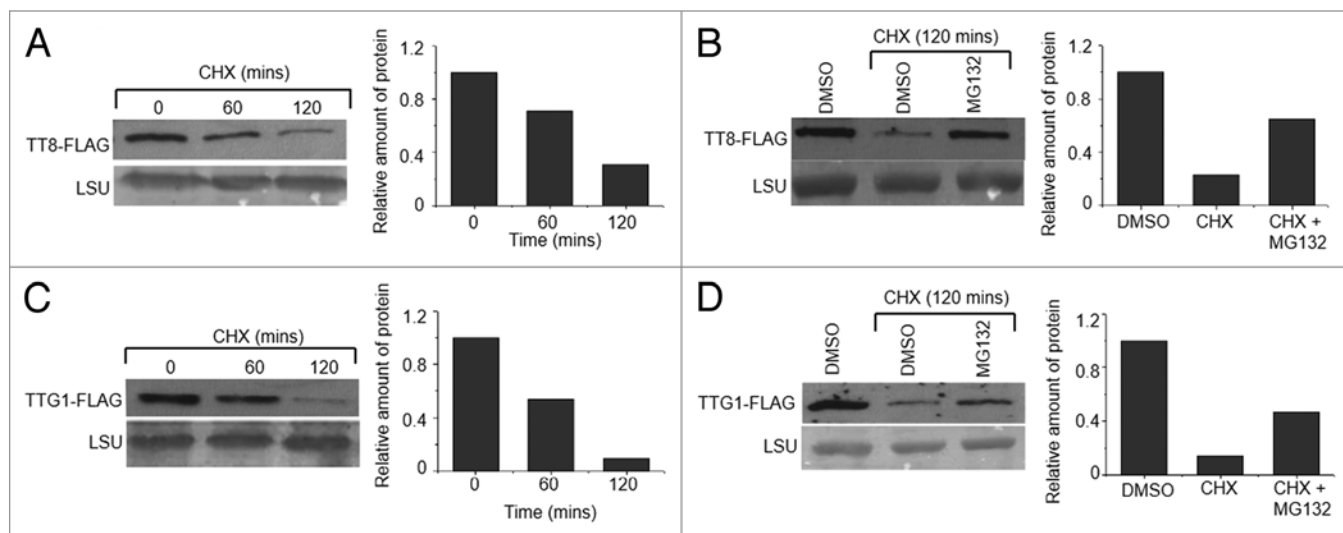 A
CHX (mins)
0 60 120
TT8-FLAG
LSU
Relative amount of protein
1.2
0.8
0.4
0
0 60 120
Time (mins)
B
CHX (120 mins)
DMSO DMSO MG132
TT8-FLAG
LSU
Relative amount of protein
1.2
0.8
0.4
0
DMSO CHX CHX +
MG132
C
CHX (mins)
0 60 120
TTG1-FLAG
LSU
Relative amount of protein
1.2
0.8
0.4
0
0 60 120
Time (mins)
D
CHX (120 mins)
DMSO DMSO MG132
TTG1-FLAG
LSU
Relative amount of protein
1.2
0.8
0.4
0
DMSO CHX CHX +
MG132